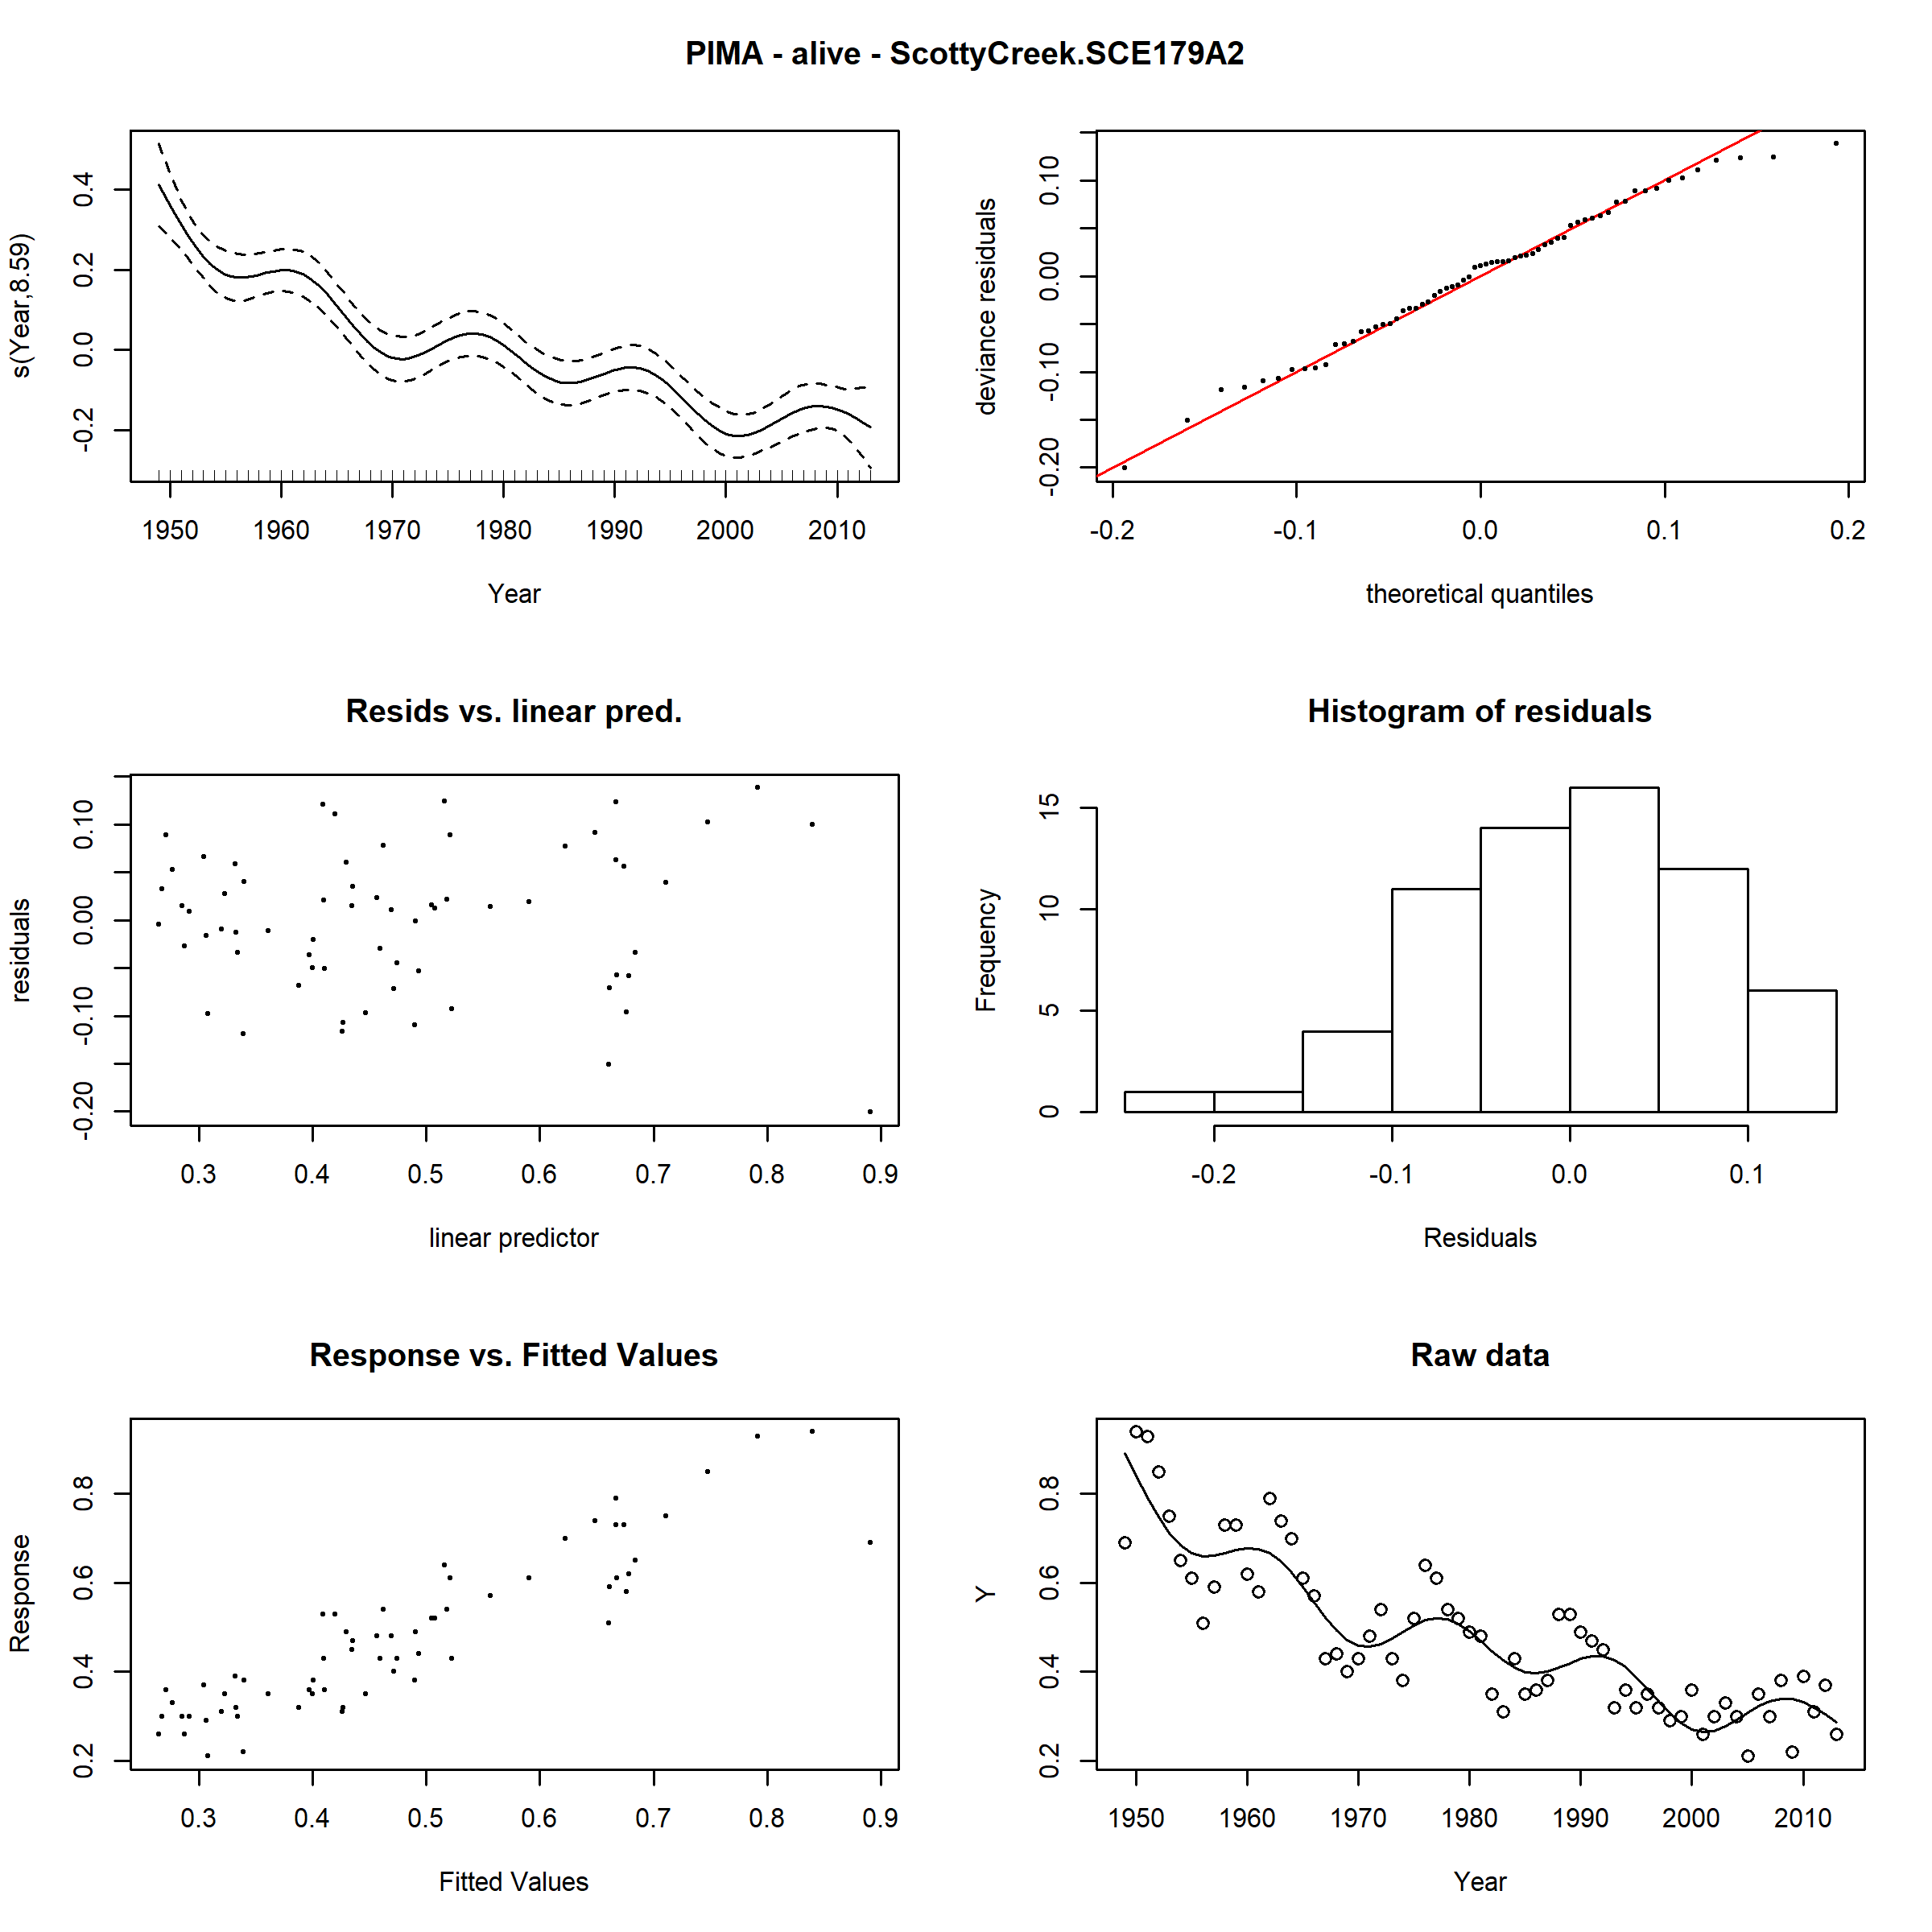 PIMA - alive - ScottyCreek.SCE179A2
s(Year,8.59)
0.4
0.2
0.0
-0.2
1950 1960 1970 1980 1990 2000 2010
Year
deviance residuals
0.10
0.00
-0.10
-0.20
-0.2 -0.1 0.0 0.1 0.2
theoretical quantiles
Resids vs. linear pred.
residuals
0.10
0.00
-0.10
-0.20
0.3 0.4 0.5 0.6 0.7 0.8 0.9
linear predictor
Histogram of residuals
Frequency
15
10
5
0
-0.2 -0.1 0.0 0.1
Residuals
Response vs. Fitted Values
Response
0.8
0.6
0.4
0.2
0.3 0.4 0.5 0.6 0.7 0.8 0.9
Fitted Values
Raw data
Y
0.8
0.6
0.4
0.2
1950 1960 1970 1980 1990 2000 2010
Year